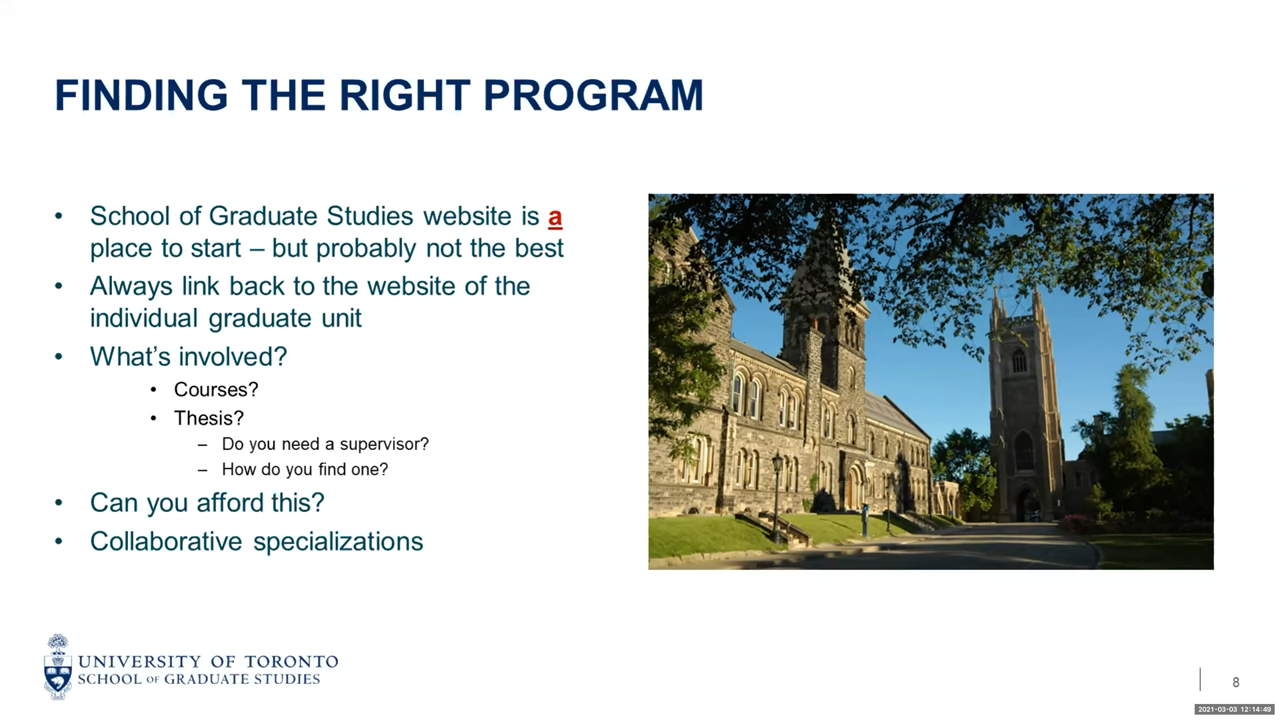 FINDING THE RIGHT PROGRAM
• School of Graduate Studies website is a
place to start – but probably not the best
• Always link back to the website of the
individual graduate unit
• What's involved?
• Courses?
• Thesis?
– Do you need a supervisor?
– How do you find one?
• Can you afford this?
• Collaborative specializations
UNIVERSITY OF TORONTO
SCHOOL OF GRADUATE STUDIES
8
2021-03-03 12:14:49